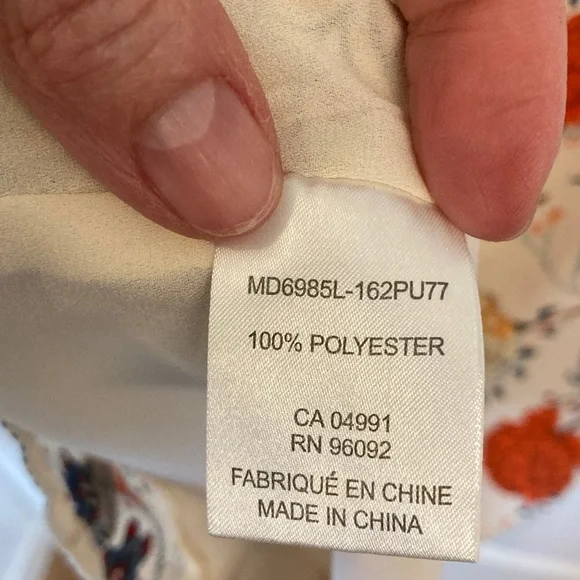 MD6985L-162PU77
100% POLYESTER
CA 04991
RN 96092
FABRIQUÉ EN CHINE
MADE IN CHINA